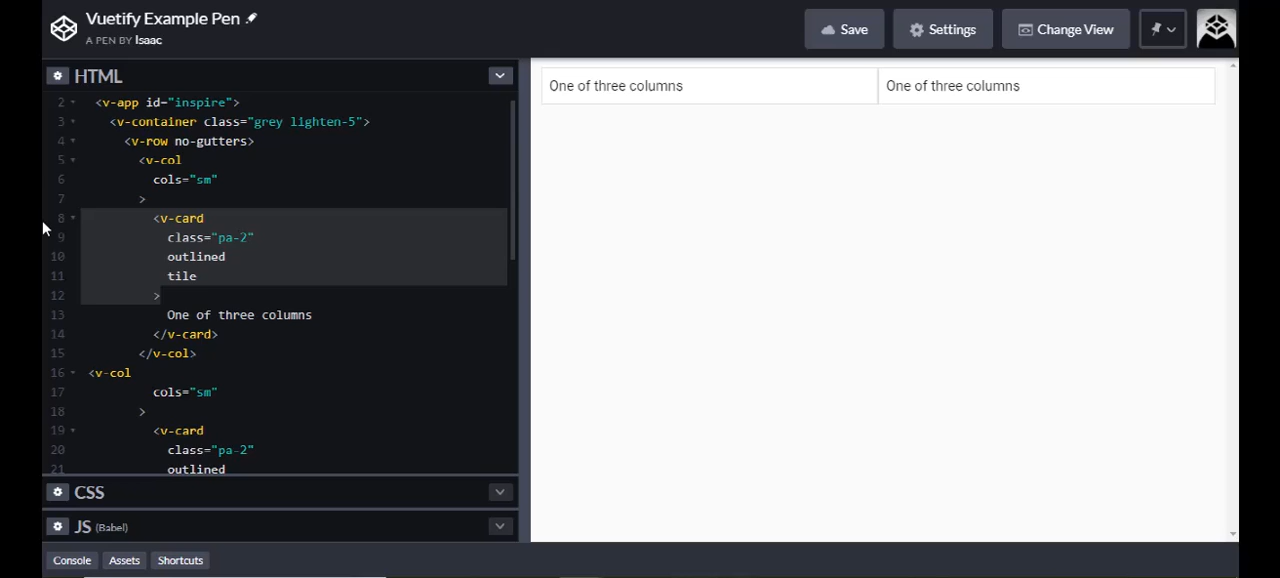 Vuetify Example Pen
A PEN BY Isaac
Save
Settings
Change View
HTML
2 <v-app id="inspire">
3 <v-container class="grey lighten-5">
4 <v-row no-gutters>
5 <v-col
6 cols="sm"
7 >
8 <v-card
9 class="pa-2"
10 outlined
11 tile
12 >
13 One of three columns
14 </v-card>
15 </v-col>
16 <v-col
17 cols="sm"
18 >
19 <v-card
20 class="pa-2"
21 outlined
CSS
JS (Babel)
Console Assets Shortcuts
One of three columns
One of three columns